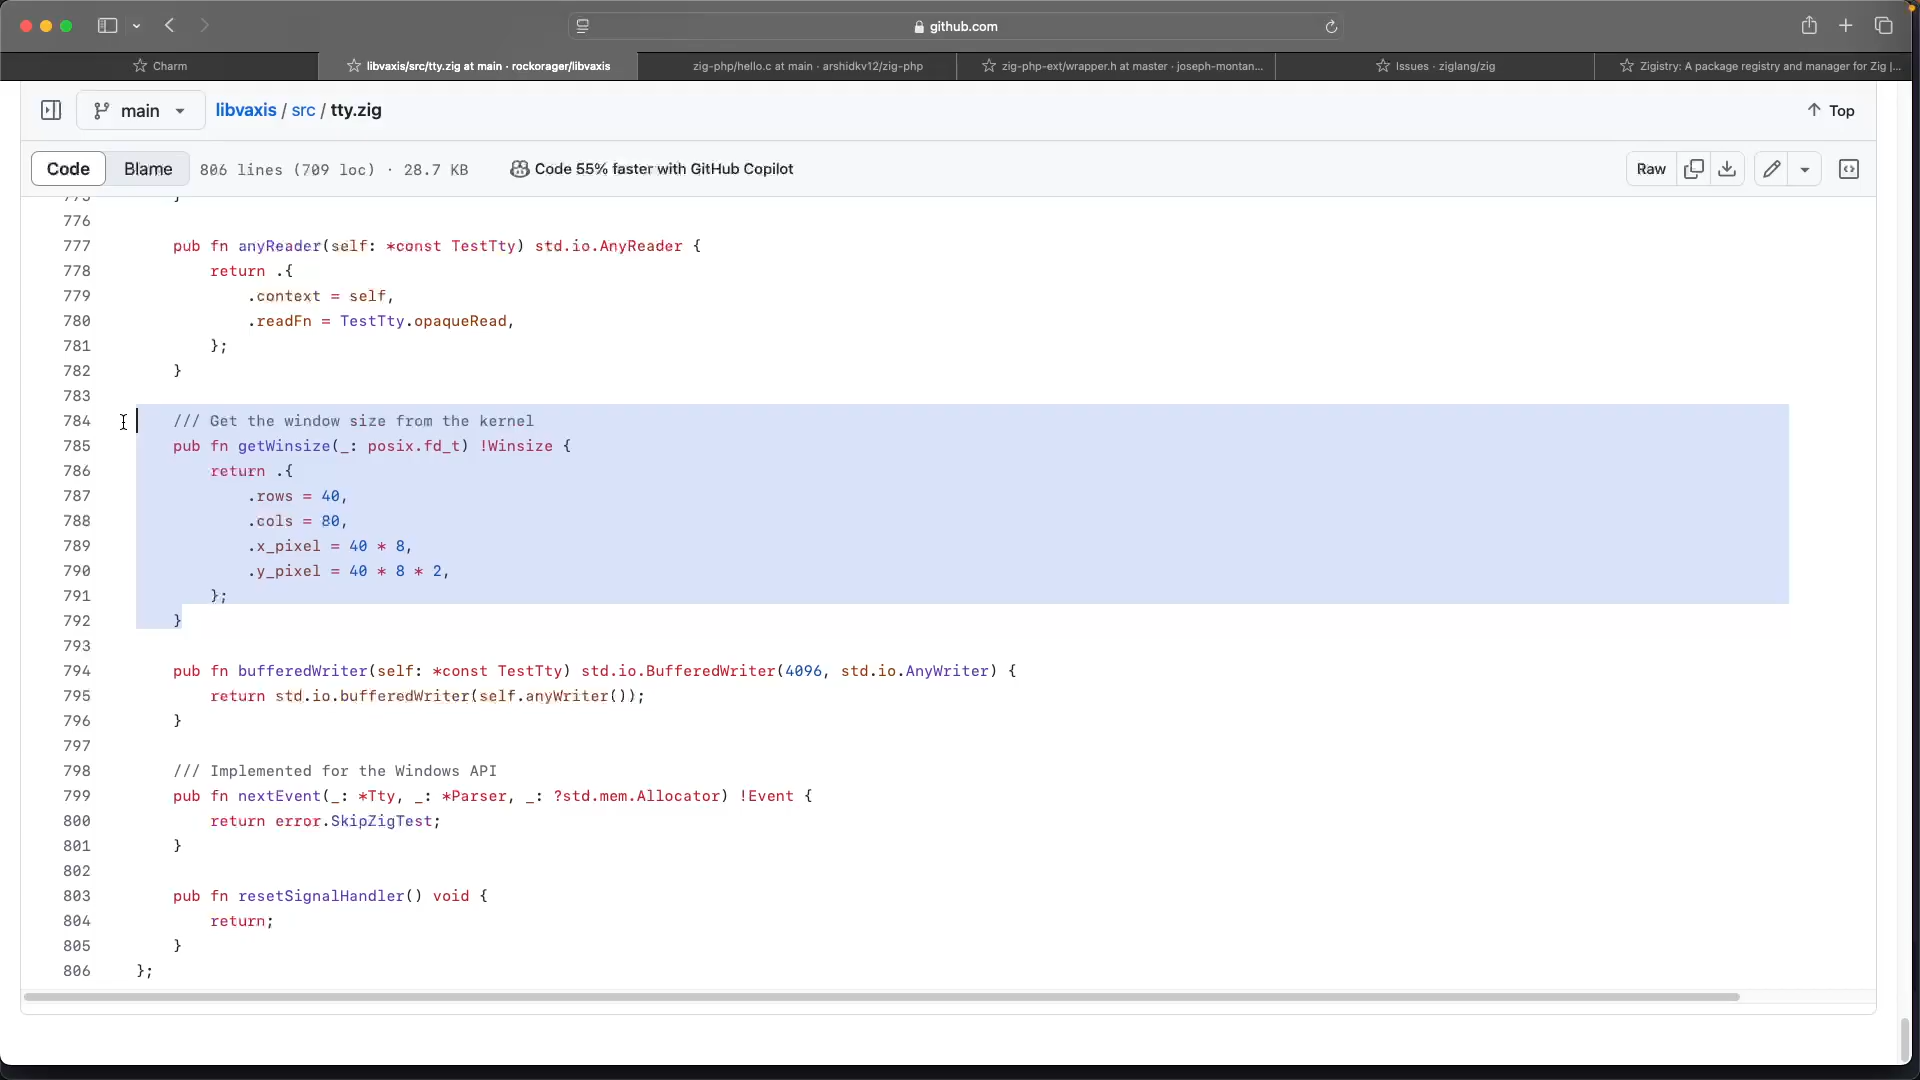 github.com
Charm
libvaxis/src/tty.zig at main · rockorager/libvaxis
zig-php/hello.c at main · arshidkv12/zig-php
zig-php-ext/wrapper.h at master · joseph-montan...
Issues · ziglang/zig
Zigistry: A package registry and manager for Zig |...
main
libvaxis / src / tty.zig
Top
Code
Blame
806 lines (709 loc) · 28.7 KB
Code 55% faster with GitHub Copilot
Raw
775 }
776
777 pub fn anyReader(self: *const TestTty) std.io.AnyReader {
778 return .{
779 .context = self,
780 .readFn = TestTty.opaqueRead,
781 };
782 }
783
784 /// Get the window size from the kernel
785 pub fn getWinsize(_: posix.fd_t) !Winsize {
786 return .{
787 .rows = 40,
788 .cols = 80,
789 .x_pixel = 40 * 8,
790 .y_pixel = 40 * 8 * 2,
791 };
792 }
793
794 pub fn bufferedWriter(self: *const TestTty) std.io.BufferedWriter(4096, std.io.AnyWriter) {
795 return std.io.bufferedWriter(self.anyWriter());
796 }
797
798 /// Implemented for the Windows API
799 pub fn nextEvent(_: *Tty, _: *Parser, _: ?std.mem.Allocator) !Event {
800 return error.SkipZigTest;
801 }
802
803 pub fn resetSignalHandler() void {
804 return;
805 }
806 };